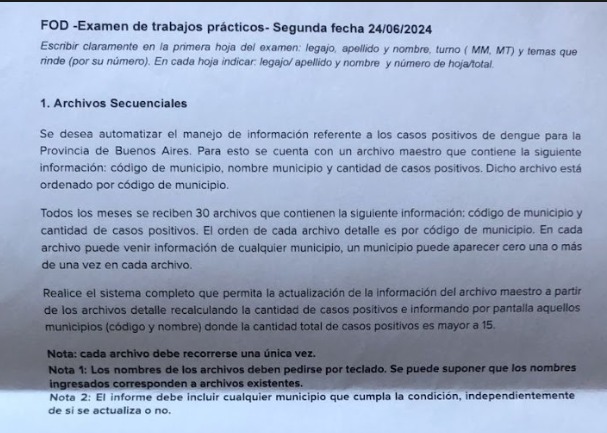 FOD -Examen de trabajos prácticos- Segunda fecha 24/06/2024
Escribir claramente en la primera hoja del examen: legajo, apellido y nombre, turno ( MM, MT) y temas que
rinde (por su número). En cada hoja indicar: legajo/ apellido y nombre y número de hoja/total.
1. Archivos Secuenciales
Se desea automatizar el manejo de información referente a los casos positivos de dengue para la
Provincia de Buenos Aires. Para esto se cuenta con un archivo maestro que contiene la siguiente
información: código de municipio, nombre municipio y cantidad de casos positivos. Dicho archivo está
ordenado por código de municipio.
Todos los meses se reciben 30 archivos que contienen la siguiente información: código de municipio y
cantidad de casos positivos. El orden de cada archivo detalle es por código de municipio. En cada
archivo puede venir información de cualquier municipio, un municipio puede aparecer cero una o más
de una vez en cada archivo.
Realice el sistema completo que permita la actualización de la información del archivo maestro a partir
de los archivos detalle recalculando la cantidad de casos positivos e informando por pantalla aquellos
municipios (código y nombre) donde la cantidad total de casos positivos es mayor a 15.
Nota: cada archivo debe recorrerse una única vez.
Nota 1: Los nombres de los archivos deben pedirse por teclado. Se puede suponer que los nombres
ingresados corresponden a archivos existentes.
Nota 2: El informe debe incluir cualquier municipio que cumpla la condición, independientemente
de si se actualiza o no.